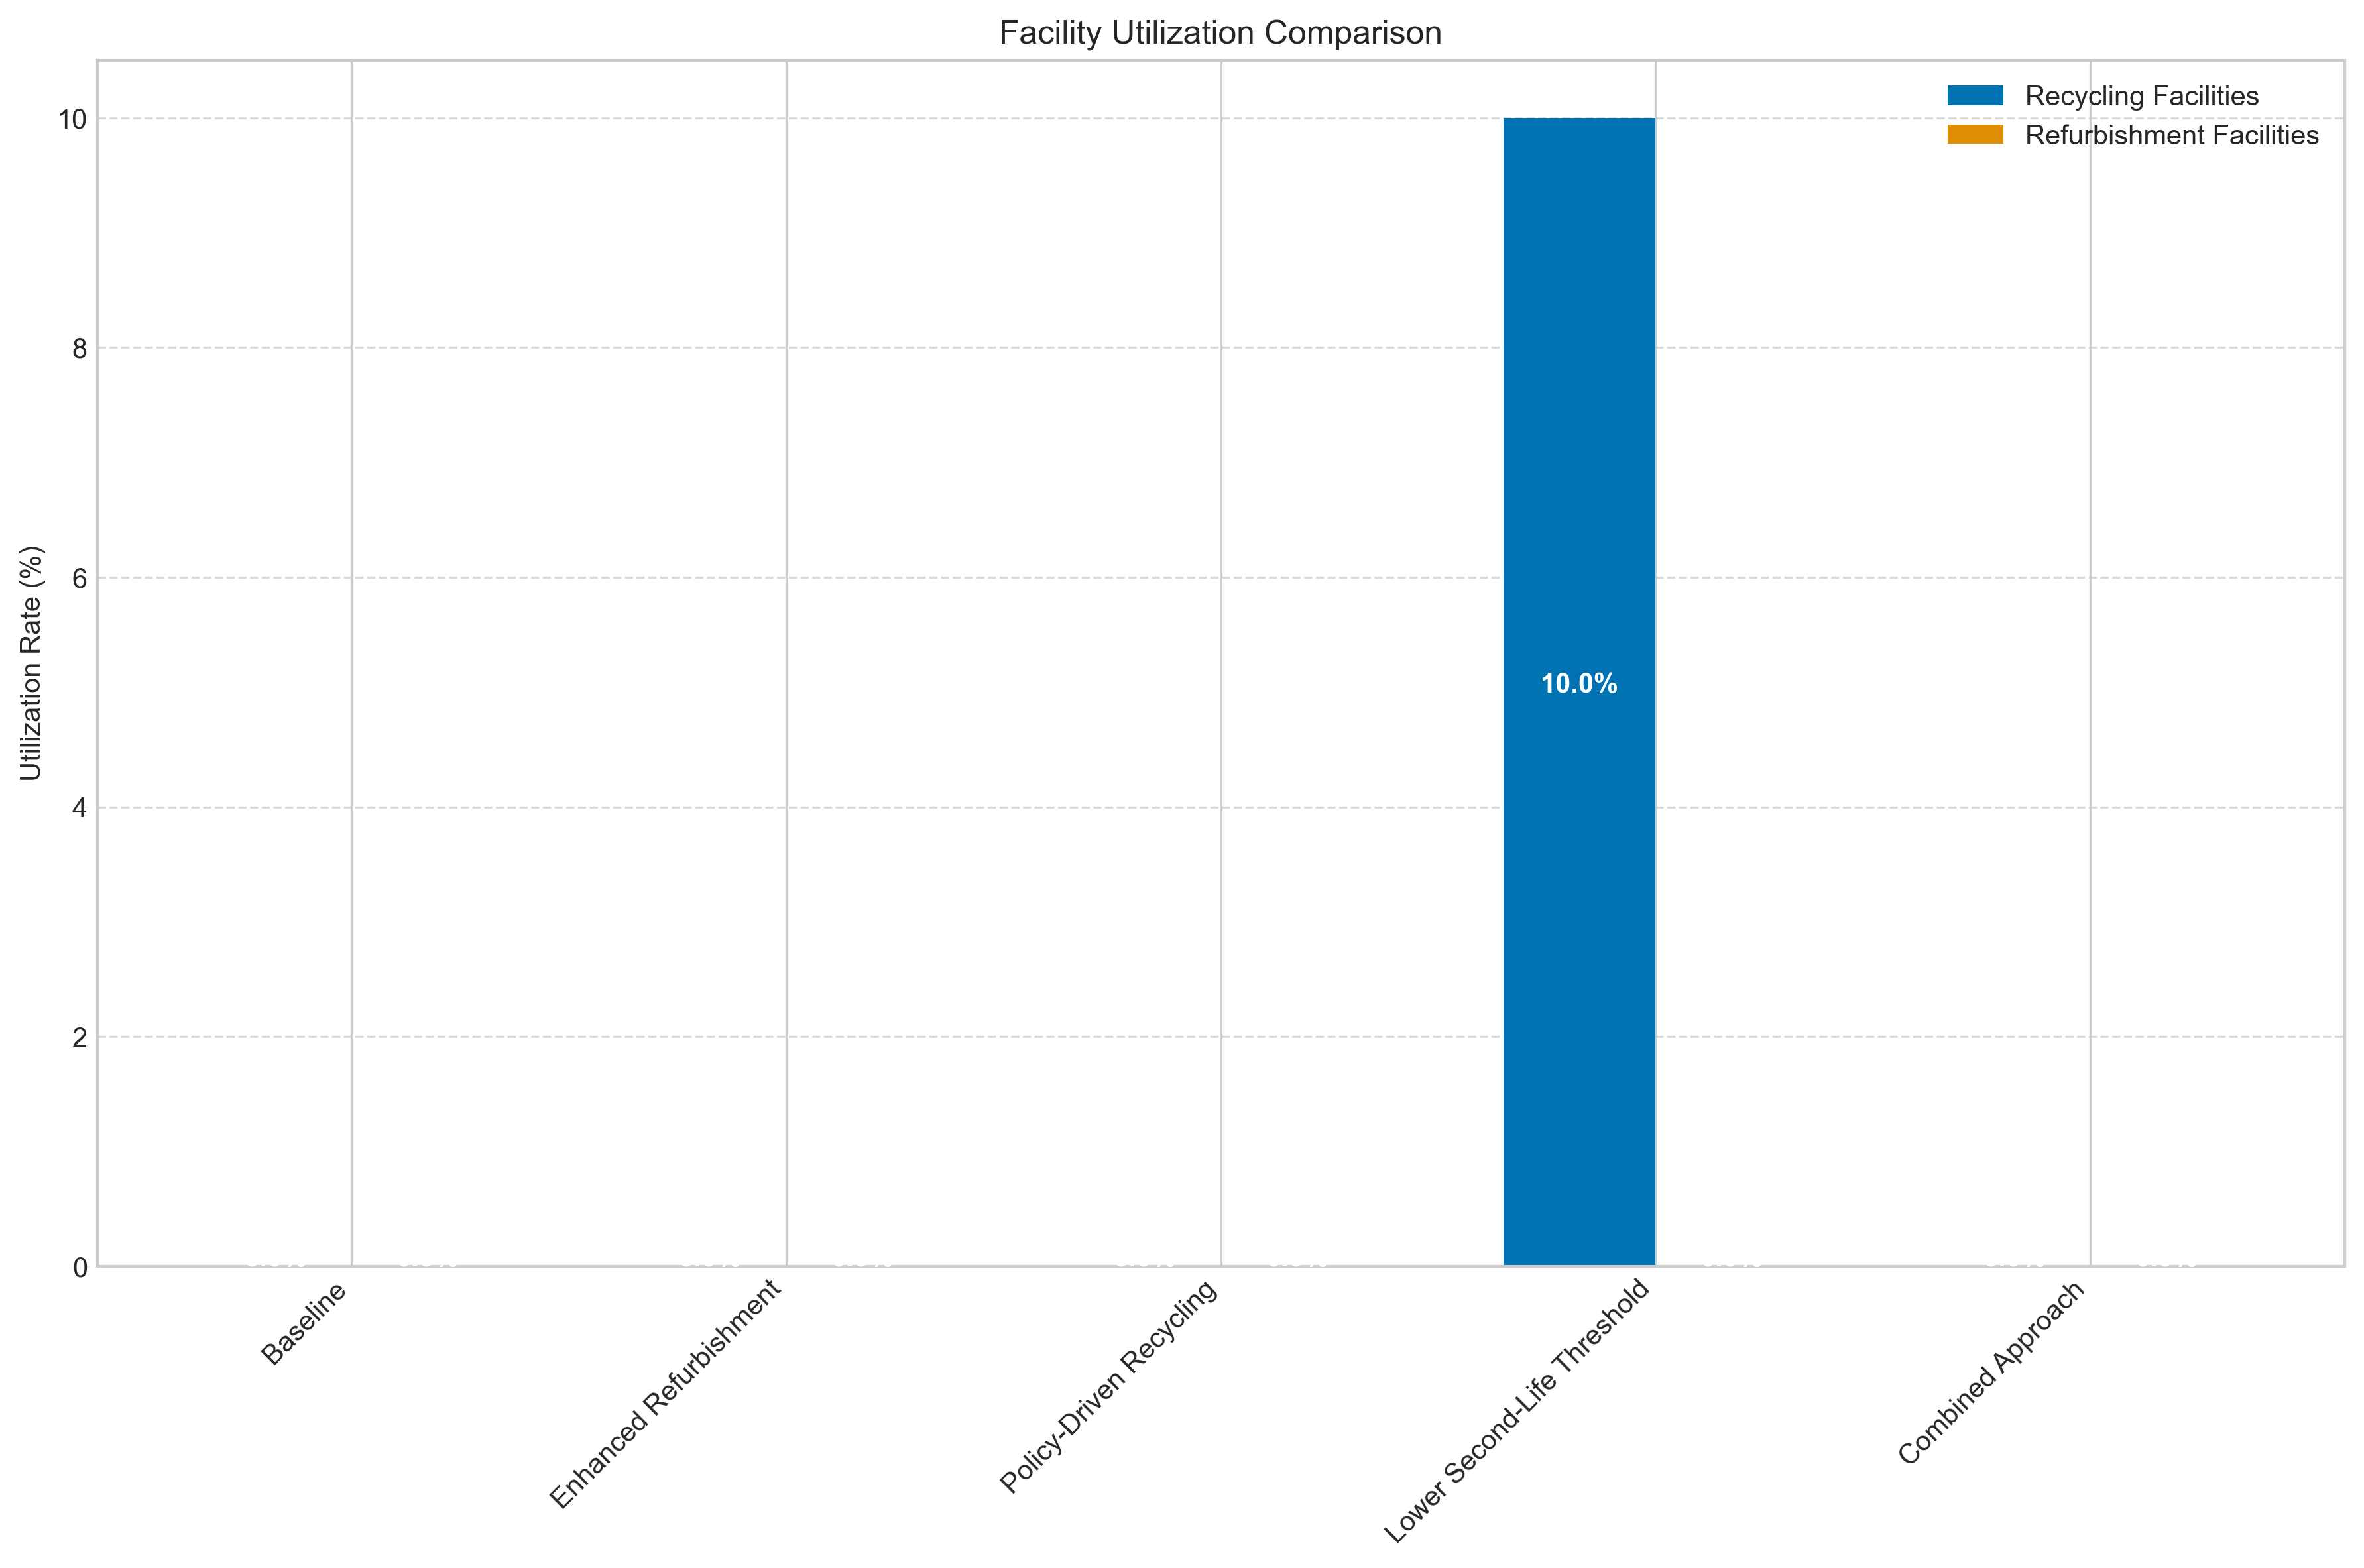 Facility Utilization Comparison
Recycling Facilities
Refurbishment Facilities
Utilization Rate (%)
10
8
6
4
2
0
10.0%
Baseline
Enhanced Refurbishment
Policy-Driven Recycling
Lower Second-Life Threshold
Combined Approach